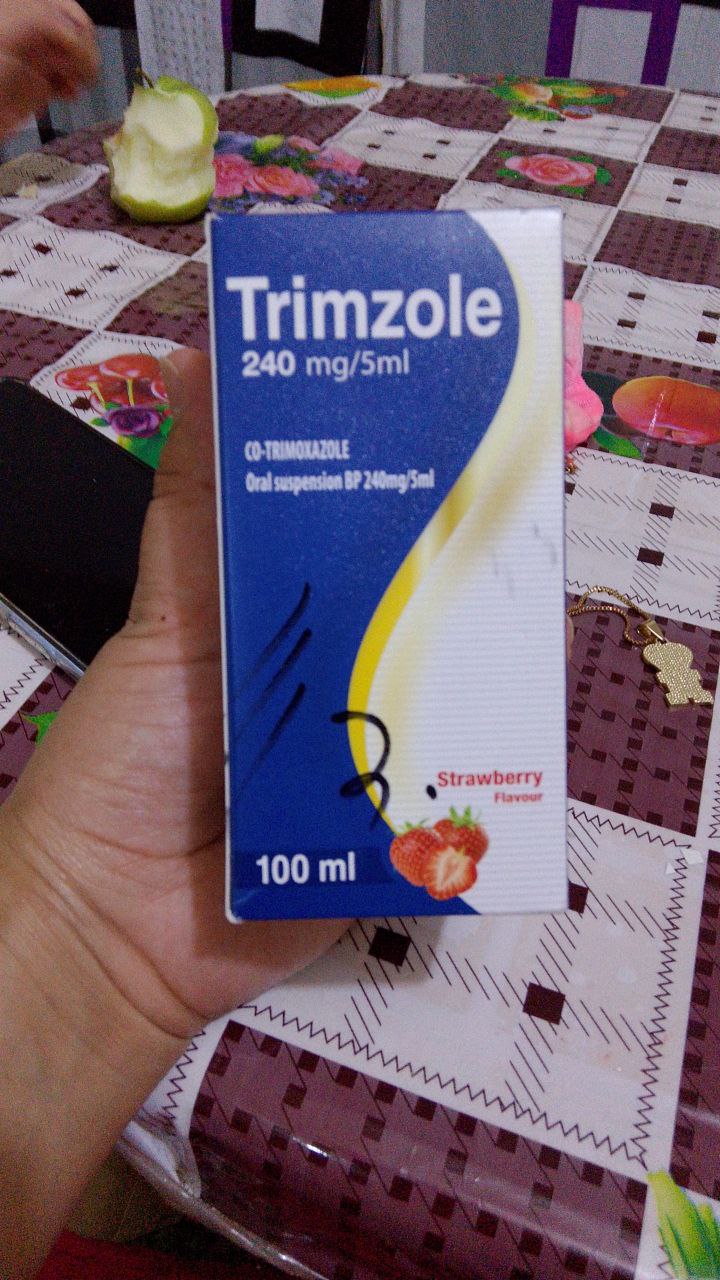 Trimzole
240 mg/5ml
CO-TRIMOXAZOLE
Oral suspension BP 240mg/5ml
Strawberry
Flavour
100 ml